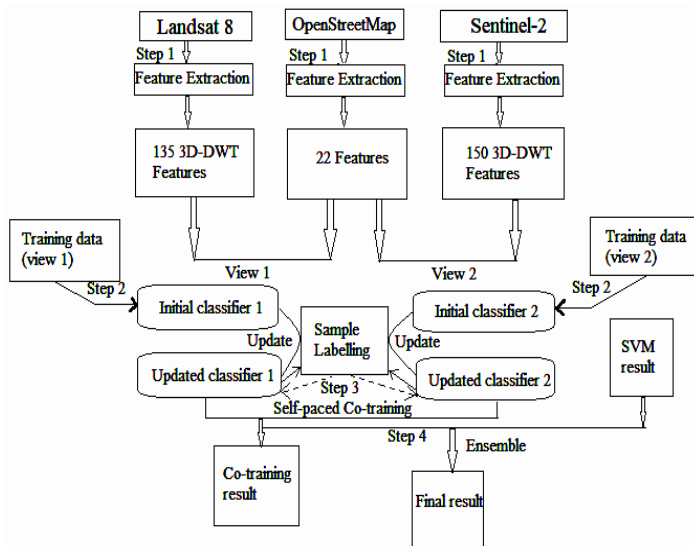 Landsat 8
OpenStreetMap
Sentinel-2
Step 1
Step 1
Step 1
Feature Extraction
Feature Extraction
Feature Extraction
135 3D-DWT
Features
22 Features
150 3D-DWT
Features
Training data
(view 1)
Training data
(view 2)
View 1
View 2
Step 2
Step 2
Initial classifier 1
Initial classifier 2
Sample
Labelling
Update
Update
SVM
result
Updated classifier 1
Updated classifier 2
Step 3
Self-paced Co-training
Step 4
Ensemble
Co-training
result
Final result